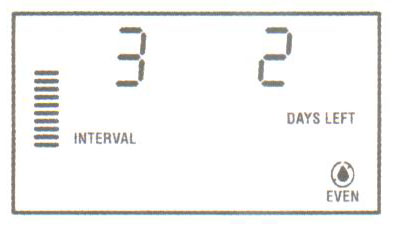 3 2
DAYS LEFT
INTERVAL
EVEN